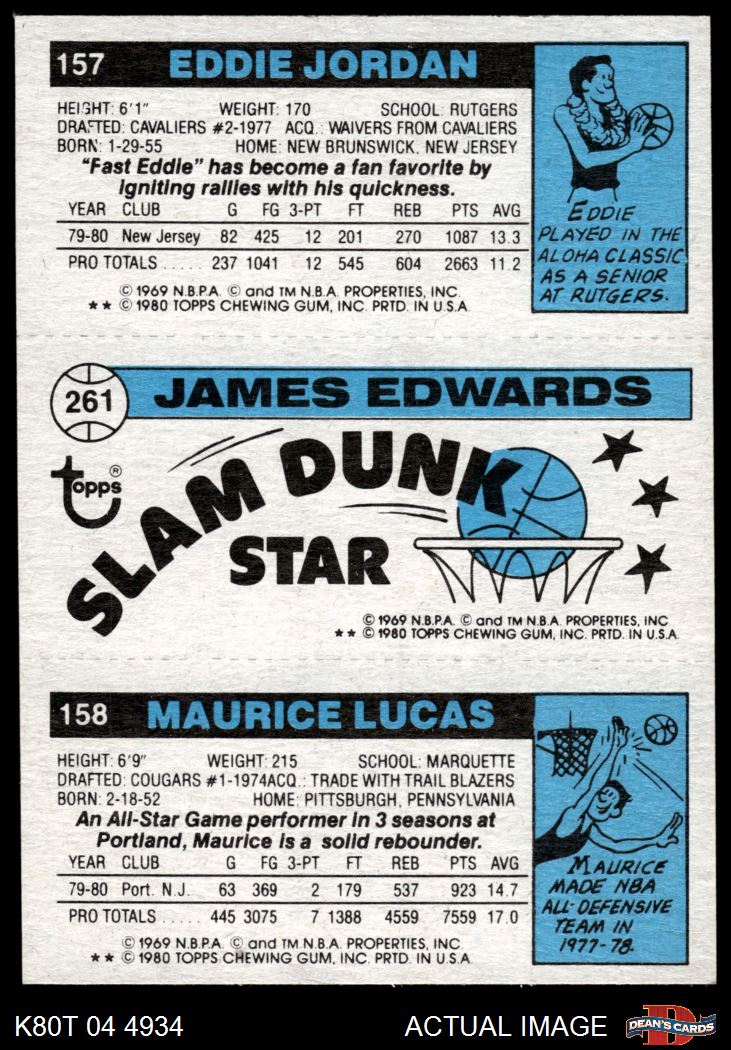 157 EDDIE JORDAN
HEIGHT: 6'1" WEIGHT: 170 SCHOOL: RUTGERS
DRAFTED: CAVALIERS #2-1977 ACQ.: WAIVERS FROM CAVALIERS
BORN: 1-29-55 HOME: NEW BRUNSWICK, NEW JERSEY
"Fast Eddie" has become a fan favorite by
igniting rallies with his quickness.
YEAR CLUB G FG 3-PT FT REB PTS AVG
79-80 New Jersey 82 425 12 201 270 1087 13.3
PRO TOTALS ..... 237 1041 12 545 604 2663 11.2
© 1969 N.B.P.A. © and TM N.B.A. PROPERTIES, INC.
** © 1980 TOPPS CHEWING GUM, INC. PRTD. IN U.S.A.
EDDIE
PLAYED IN THE
ALOHA CLASSIC
AS A SENIOR
AT RUTGERS.
261 JAMES EDWARDS
topps®
SLAM DUNK
STAR
© 1969 N.B.P.A. © and TM N.B.A. PROPERTIES, INC
** © 1980 TOPPS CHEWING GUM, INC. PRTD. IN U.S.A.
158 MAURICE LUCAS
HEIGHT: 6'9" WEIGHT: 215 SCHOOL: MARQUETTE
DRAFTED: COUGARS #1-1974 ACQ.: TRADE WITH TRAIL BLAZERS
BORN: 2-18-52 HOME: PITTSBURGH, PENNSYLVANIA
An All-Star Game performer in 3 seasons at
Portland, Maurice is a solid rebounder.
YEAR CLUB G FG 3-PT FT REB PTS AVG
79-80 Port. N.J. 63 369 2 179 537 923 14.7
PRO TOTALS ..... 445 3075 7 1388 4559 7559 17.0
© 1969 N.B.P.A. © and TM N.B.A. PROPERTIES, INC.
** © 1980 TOPPS CHEWING GUM, INC. PRTD. IN U.S.A.
MAURICE
MADE NBA
ALL-DEFENSIVE
TEAM IN
1977-78.
K80T 04 4934 ACTUAL IMAGE D DEAN'S CARDS